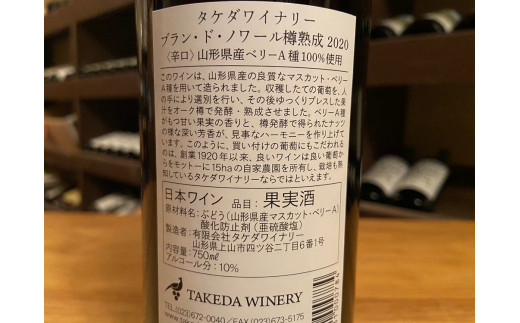 タケダワイナリー
ブラン・ド・ノワール樽熟成 2020
〈辛口〉山形県産ベリーA 種100%使用
このワインは、山形県産の良質なマスカット・ベリー
A種を用いて造られました。収穫したての葡萄を、人
の手により選別を行い、その後ゆっくりプレスした果
汁をオーク樽で発酵・熟成させました。ベリーA種
がもつ甘い果実の香りと、樽発酵で得られたナッツ
の様な深い芳香が、見事なハーモニーを作り上げて
います。このように、買い付けの葡萄にもこだわれる
のは、創業1920年以来、良いワインは良い葡萄か
らをモットーに15haの自家農園を所有し、栽培も熟
知しているタケダワイナリーならではといえます。
日本ワイン 品目：果実酒
原材料名：ぶどう（山形県産マスカット・ベリーA）
酸化防止剤（亜硫酸塩）
製造者：有限会社タケダワイナリー
山形県上山市四ツ谷二丁目6番1号
内容量：750ml
アルコール分：10%
TAKEDA WINERY
TEL(023)672-0040／FAX(023)673-5175